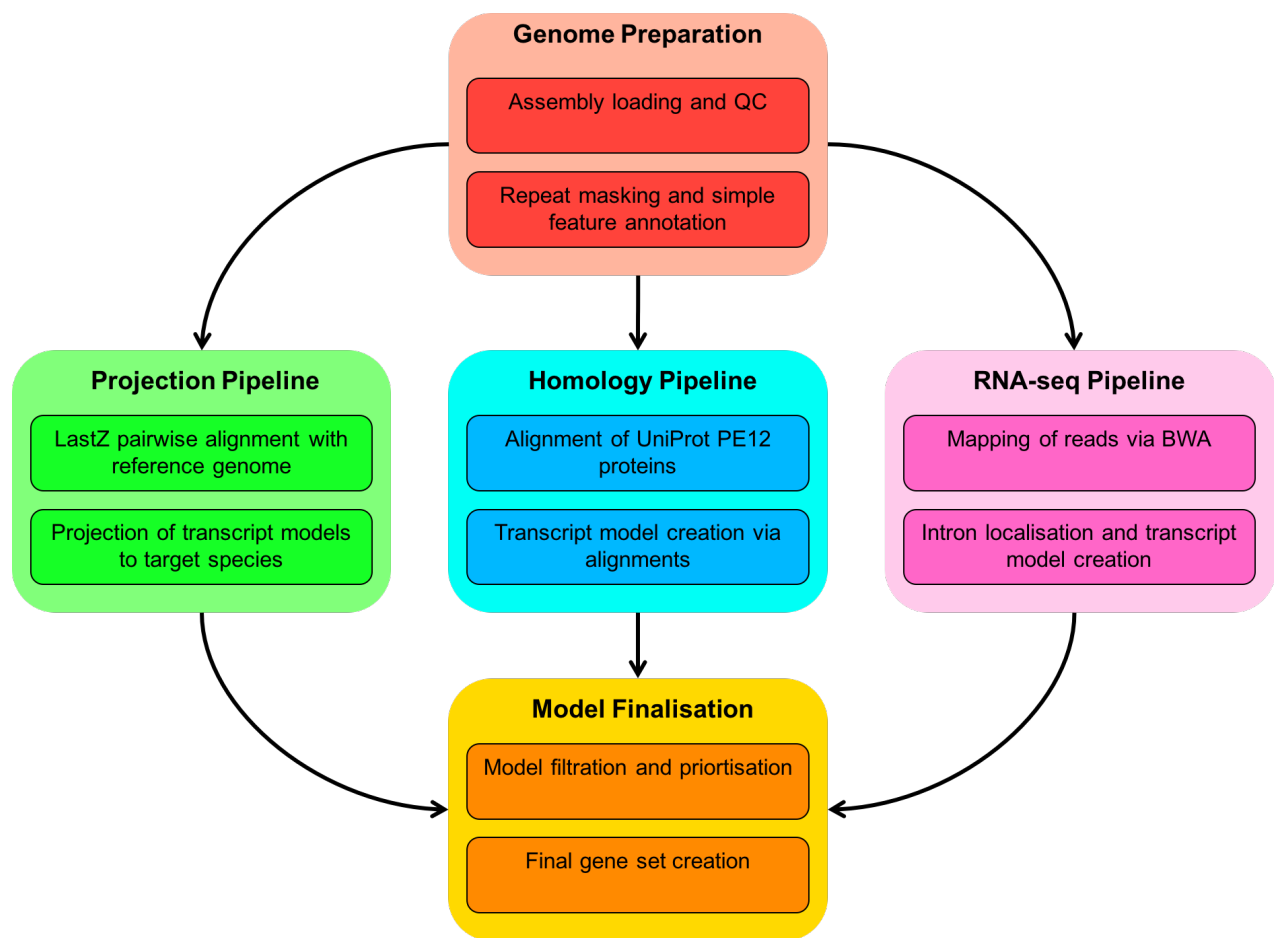 Genome Preparation
Assembly loading and QC
Repeat masking and simple
feature annotation
Projection Pipeline
LastZ pairwise alignment with
reference genome
Projection of transcript models
to target species
Homology Pipeline
Alignment of UniProt PE12
proteins
Transcript model creation via
alignments
RNA-seq Pipeline
Mapping of reads via BWA
Intron localisation and transcript
model creation
Model Finalisation
Model filtration and priortisation
Final gene set creation